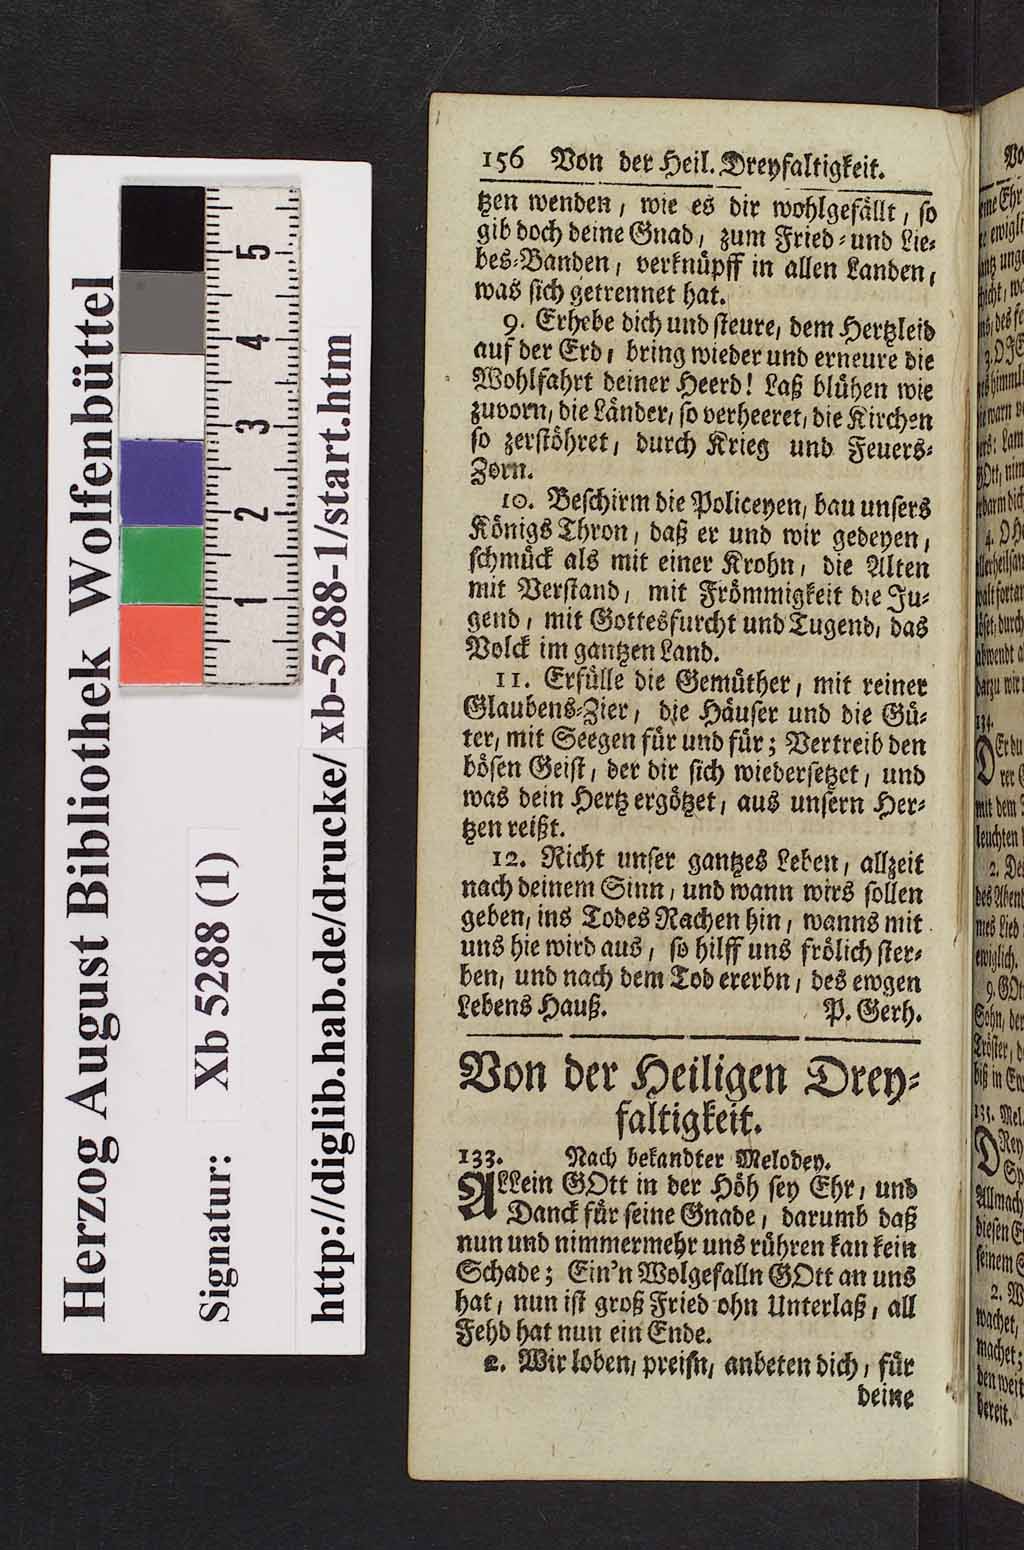 Herzog August Bibliothek Wolfenbüttel
Signatur: Xb 5288 (1)
http://diglib.hab.de/drucke/ xb-5288-1/start.htm
5
4
3
2
1
156 Von der Heil. Dreyfaltigkeit.
tzen wenden, wie es dir wohlgefällt, so
gib doch deine Gnad, zum Fried- und Lie-
bes-Banden, verknüpff in allen Landen,
was sich getrennet hat.
9. Erhebe dich und steure, dem Hertzleid
auf der Erd, bring wieder und erneure die
Wohlfahrt deiner Heerd! Laß blühen wie
zuvorn, die Länder, so verheeret, die Kirchen
so zerstöhret, durch Krieg und Feuers-
Zorn.
10. Beschirm die Policeyen, bau unsers
Königs Thron, daß er und wir gedeyen,
schmück als mit einer Krohn, die Alten
mit Verstand, mit Frömmigkeit die Ju-
gend, mit Gottesfurcht und Tugend, das
Volck im gantzen Land.
11. Erfülle die Gemüther, mit reiner
Glaubens-Zier, die Häuser und die Gü-
ter, mit Seegen für und für; Vertreib den
bösen Geist, der dir sich wiedersetzet, und
was dein Hertz ergötzet, aus unsern Her-
tzen reißt.
12. Nicht unser gantzes Leben, allzeit
nach deinem Sinn, und wann wirs sollen
geben, ins Todes Rachen hin, wanns mit
uns hie wird aus, so hilff uns frölich ster-
ben, und nach dem Tod ererbn, des ewgen
Lebens Hauß. P. Gerh.
Von der Heiligen Drey-
faltigkeit.
133. Nach bekandter Melodey.
ALLein GOtt in der Höh sey Ehr, und
Danck für seine Gnade, darumb daß
nun und nimmermehr uns rühren kan kein
Schade; Ein'n Wolgefalln GOtt an uns
hat, nun ist groß Fried ohn Unterlaß, all
Fehd hat nun ein Ende.
2. Wir loben, preisn, anbeten dich, für
deine